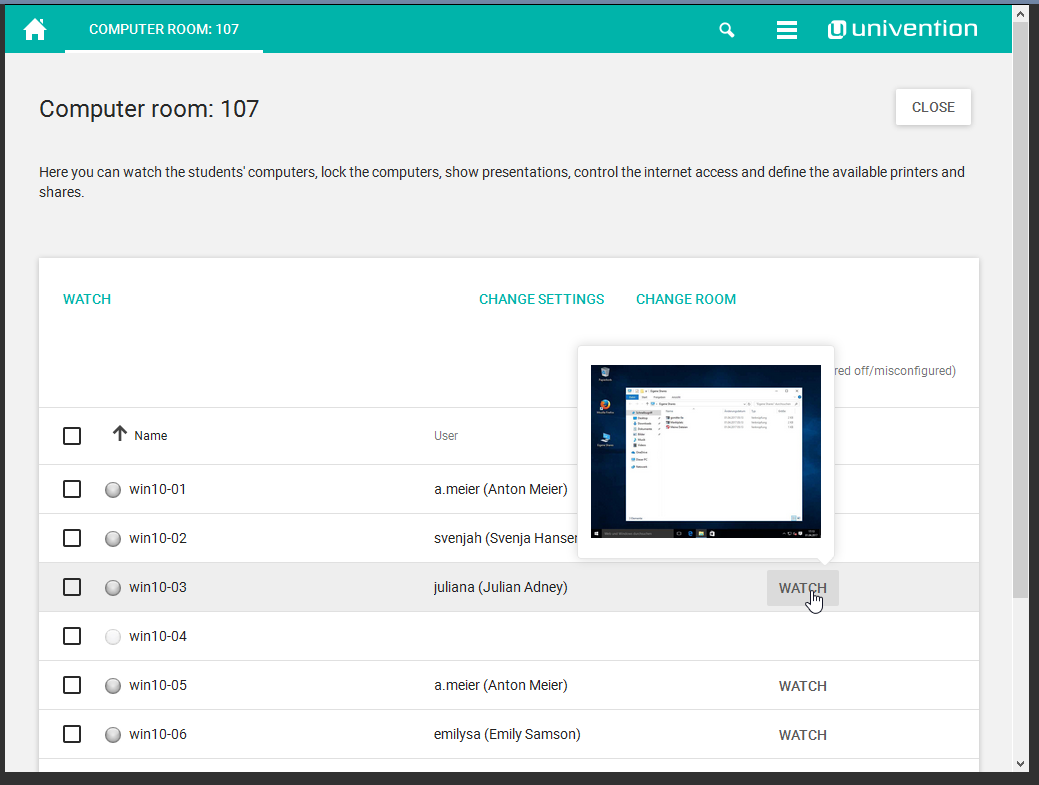 COMPUTER ROOM: 107
univention
Computer room: 107
CLOSE
Here you can watch the students' computers, lock the computers, show presentations, control the internet access and define the available printers and
shares.
WATCH
CHANGE SETTINGS
CHANGE ROOM
red off/misconfigured)
Name
User
win10-01
a.meier (Anton Meier)
win10-02
svenjah (Svenja Hansen
win10-03
juliana (Julian Adney)
WATCH
win10-04
win10-05
a.meier (Anton Meier)
WATCH
win10-06
emilysa (Emily Samson)
WATCH